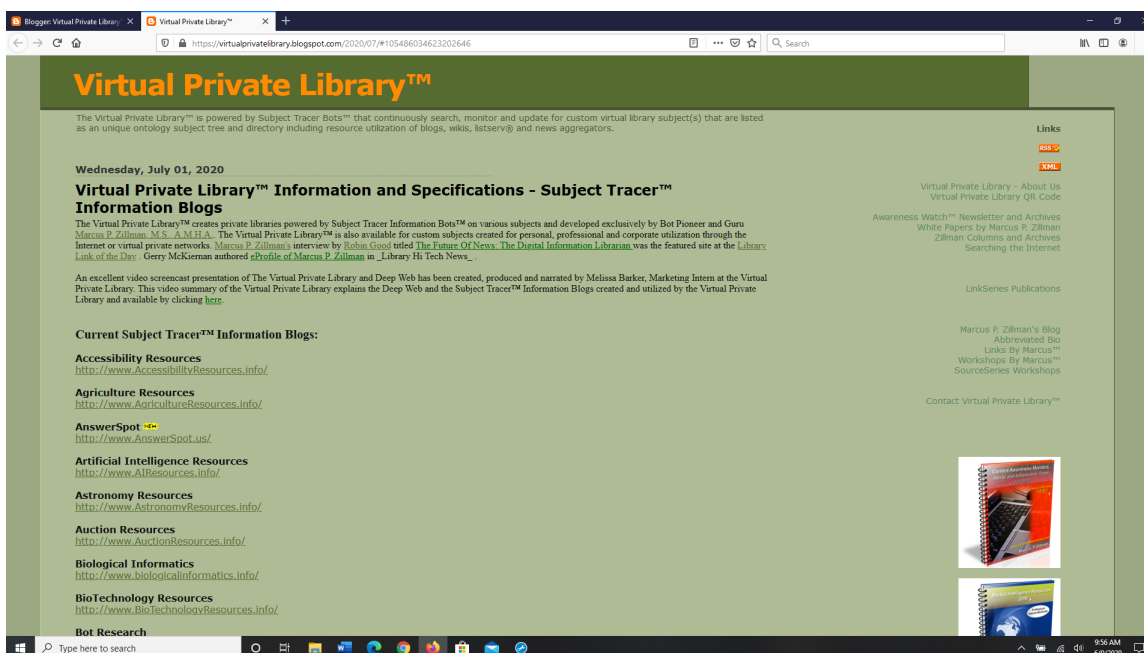 Blogger: Virtual Private Library
Virtual Private Library™
https://virtualprivatelibrary.blogspot.com/2020/07/#105486034623202646
Search
Virtual Private Library™
The Virtual Private Library™ is powered by Subject Tracer Bots™ that continuously search, monitor and update for custom virtual library subject(s) that are listed
as an unique ontology subject tree and directory including resource utilization of blogs, wikis, listserv® and news aggregators.
Wednesday, July 01, 2020
Virtual Private Library™ Information and Specifications - Subject Tracer™
Information Blogs
The Virtual Private Library™ creates private libraries powered by Subject Tracer Information Bots™ on various subjects and developed exclusively by Bot Pioneer and Guru
Marcus P. Zillman, M.S., A.M.H.A.. The Virtual Private Library™ is also available for custom subjects created for personal, professional and corporate utilization through the
Internet or virtual private networks. Marcus P. Zillman's interview by Robin Good titled The Future Of News: The Digital Information Librarian was the featured site at the Library
Link of the Day . Gerry McKiernan authored eProfile of Marcus P. Zillman in _Library Hi Tech News_ .
An excellent video screencast presentation of The Virtual Private Library and Deep Web has been created, produced and narrated by Melissa Barker, Marketing Intern at the Virtual
Private Library. This video summary of the Virtual Private Library explains the Deep Web and the Subject Tracer™ Information Blogs created and utilized by the Virtual Private
Library and available by clicking here.
Current Subject Tracer™ Information Blogs:
Accessibility Resources
http://www.AccessibilityResources.info/
Agriculture Resources
http://www.AgricultureResources.info/
AnswerSpot NEW
http://www.AnswerSpot.us/
Artificial Intelligence Resources
http://www.AIResources.info/
Astronomy Resources
http://www.AstronomyResources.info/
Auction Resources
http://www.AuctionResources.info/
Biological Informatics
http://www.biologicalinformatics.info/
BioTechnology Resources
http://www.BioTechnologyResources.info/
Bot Research
Links
RSS
XML
Virtual Private Library - About Us
Virtual Private Library QR Code
Awareness Watch™ Newsletter and Archives
White Papers by Marcus P. Zillman
Zillman Columns and Archives
Searching the Internet
LinkSeries Publications
Marcus P. Zillman's Blog
Abbreviated Bio
Links By Marcus™
Workshops By Marcus™
SourceSeries Workshops
Contact Virtual Private Library™
Type here to search
9:56 AM